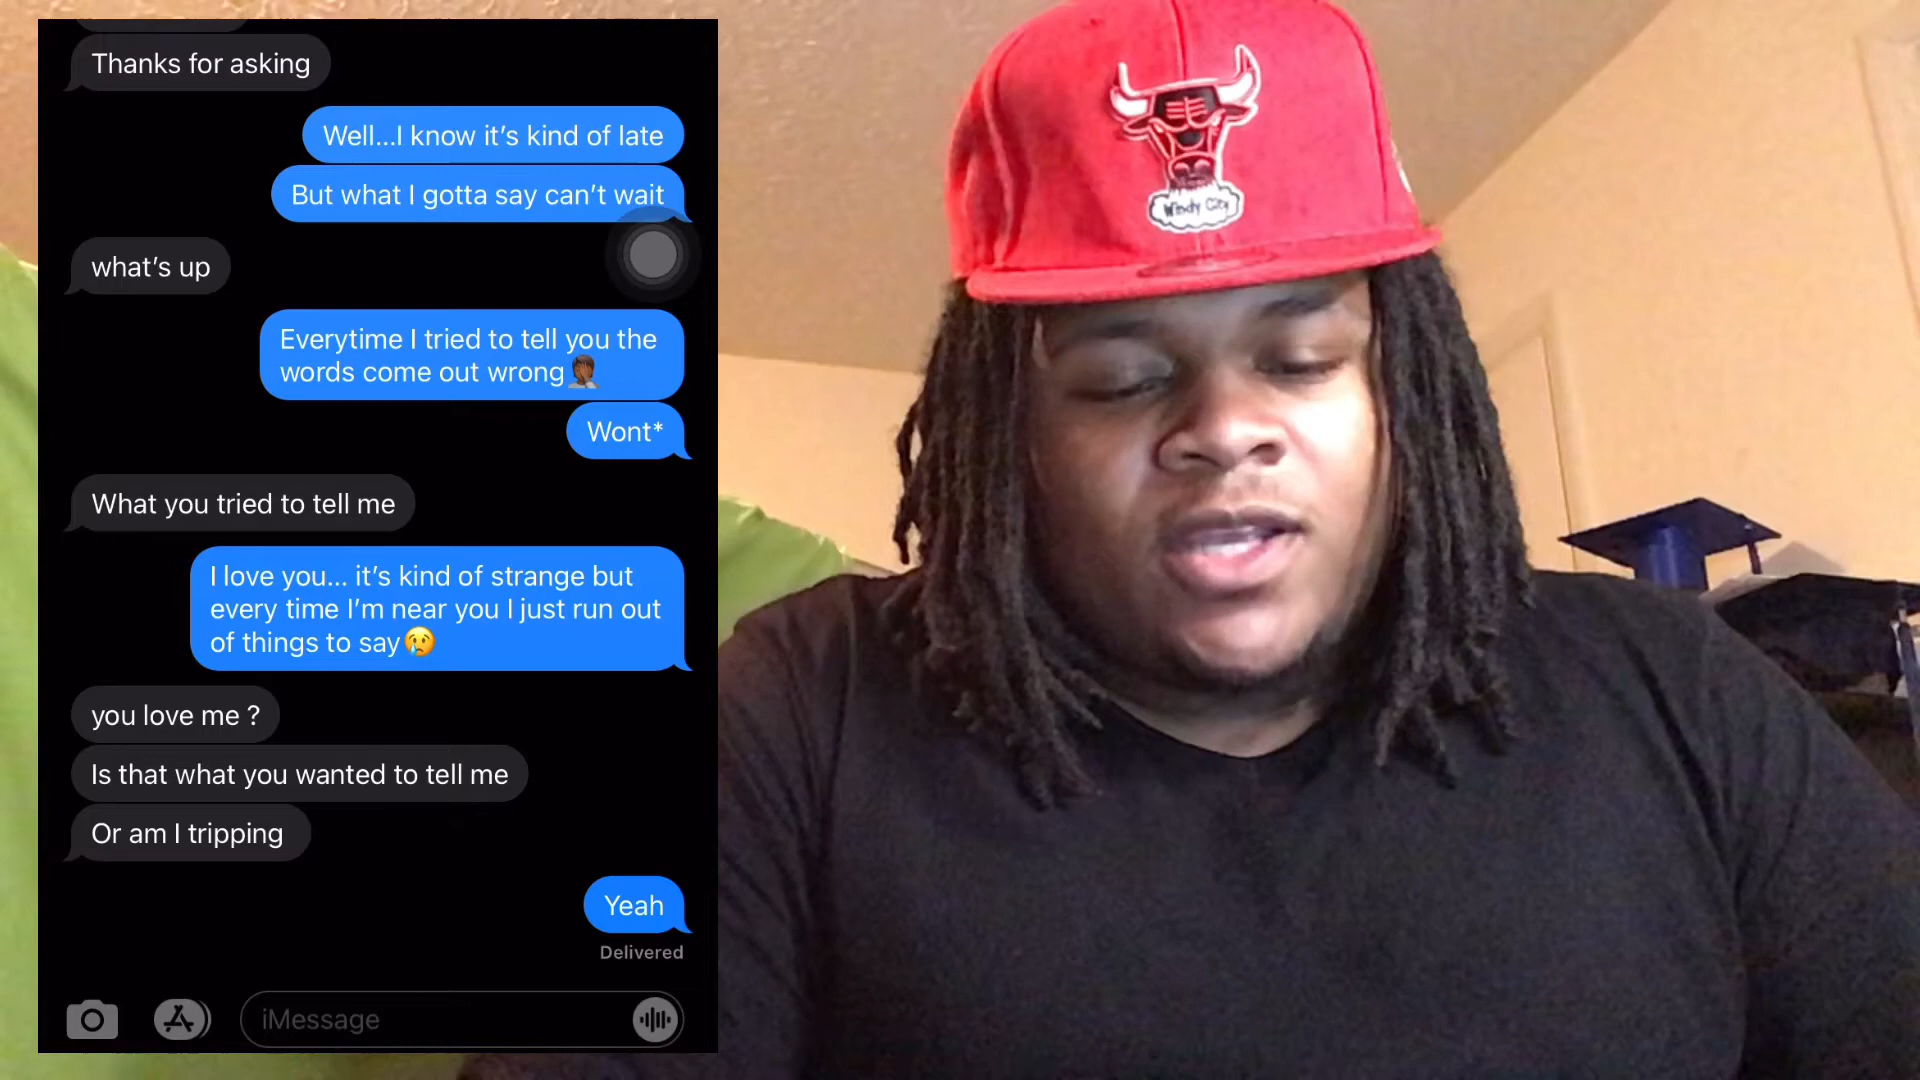 Thanks for asking
Well...I know it's kind of late
But what I gotta say can't wait
what's up
Everytime I tried to tell you the
words come out wrong🤦🏾‍♂️
Wont*
What you tried to tell me
I love you... it's kind of strange but
every time I'm near you I just run out
of things to say😢
you love me ?
Is that what you wanted to tell me
Or am I tripping
Yeah
Delivered
iMessage
Windy City